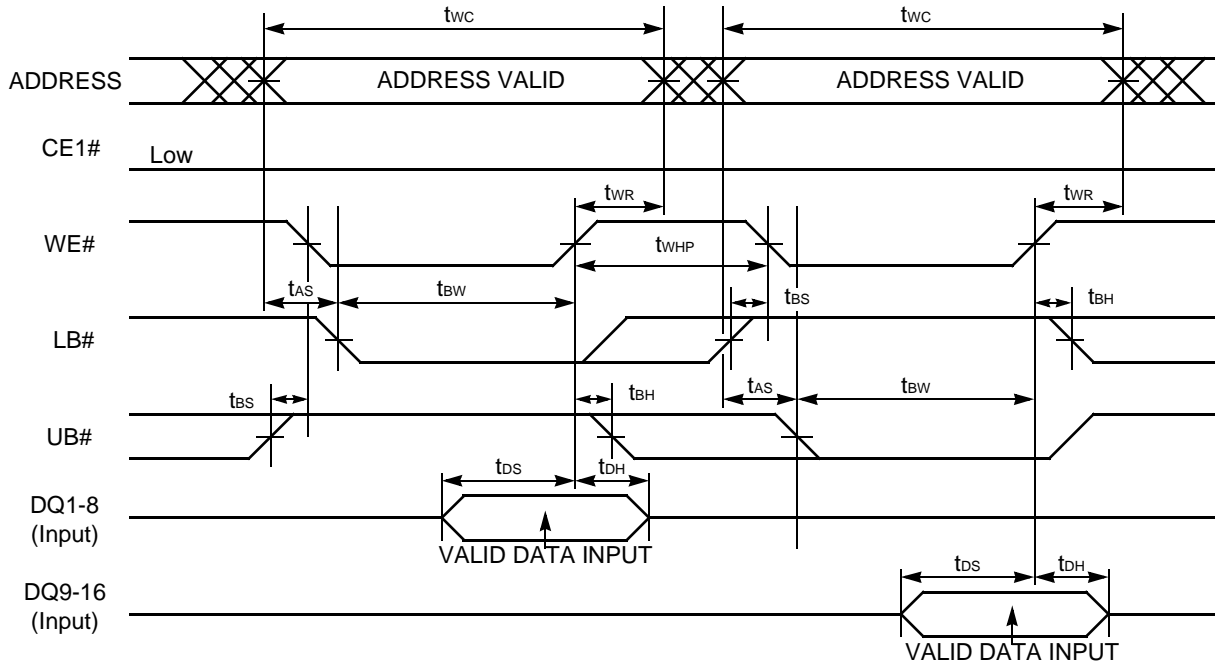 tWC tWC
ADDRESS ADDRESS VALID ADDRESS VALID
CE1# Low
tWR tWR
WE# tWHP
tAS tBW tBS tBH
LB#
tBS tBH tAS tBW
UB#
tDS tDH
DQ1-8
(Input)
VALID DATA INPUT
tDS tDH
DQ9-16
(Input)
VALID DATA INPUT